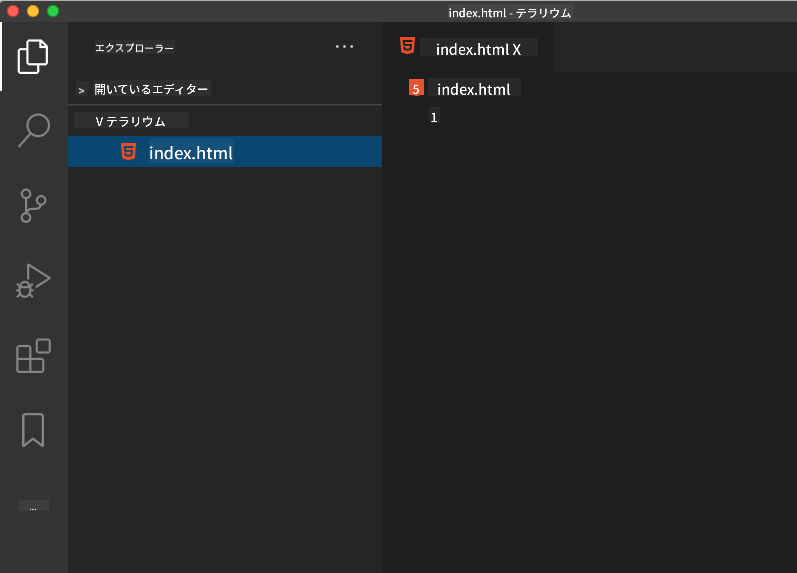 index.html - テラリウム
エクスプローラー ...
> 開いているエディター
V テラリウム
index.html
index.html X
5 index.html
1
...